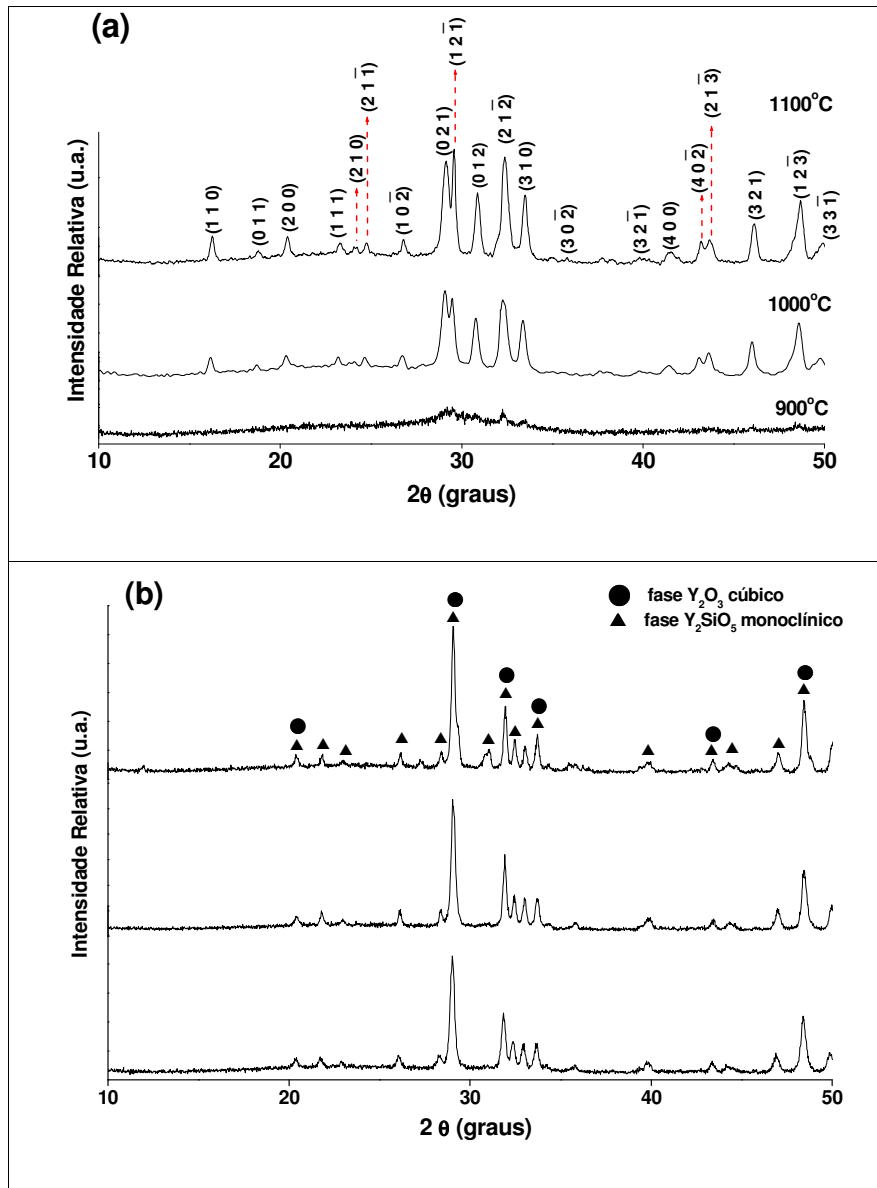 (a)
(1 1 0)
(0 1 1)
(2 0 0)
(1 1 1)
(2 1 0)
(2 1 1̅)
(1 0 2̅)
(0 2 1)
(1 2 1̅)
(0 1 2)
(2̅ 1 2)
(3 1 0)
(3 0 2̅)
(3 2̅ 1)
(4 0 0)
(4 0 2̅)
(2 1 3̅)
(3 2 1)
(1̅ 2 3)
(3̅ 3 1)
1100°C
1000°C
900°C
Intensidade Relativa (u.a.)
10 20 30 40 50
2θ (graus)
(b)
fase Y₂O₃ cúbico
fase Y₂SiO₅ monoclínico
Intensidade Relativa (u.a.)
10 20 30 40 50
2 θ (graus)